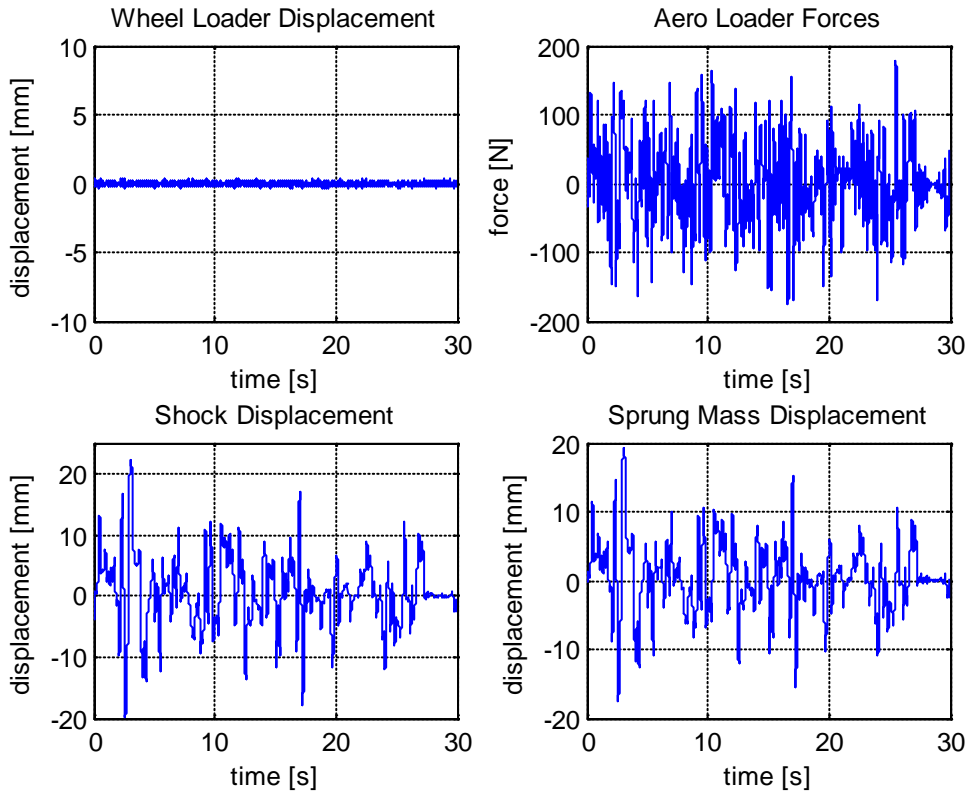 Wheel Loader Displacement
displacement [mm]
10
5
0
-5
-10
0 10 20 30
time [s]
Aero Loader Forces
force [N]
200
100
0
-100
-200
0 10 20 30
time [s]
Shock Displacement
displacement [mm]
20
10
0
-10
-20
0 10 20 30
time [s]
Sprung Mass Displacement
displacement [mm]
20
10
0
-10
-20
0 10 20 30
time [s]